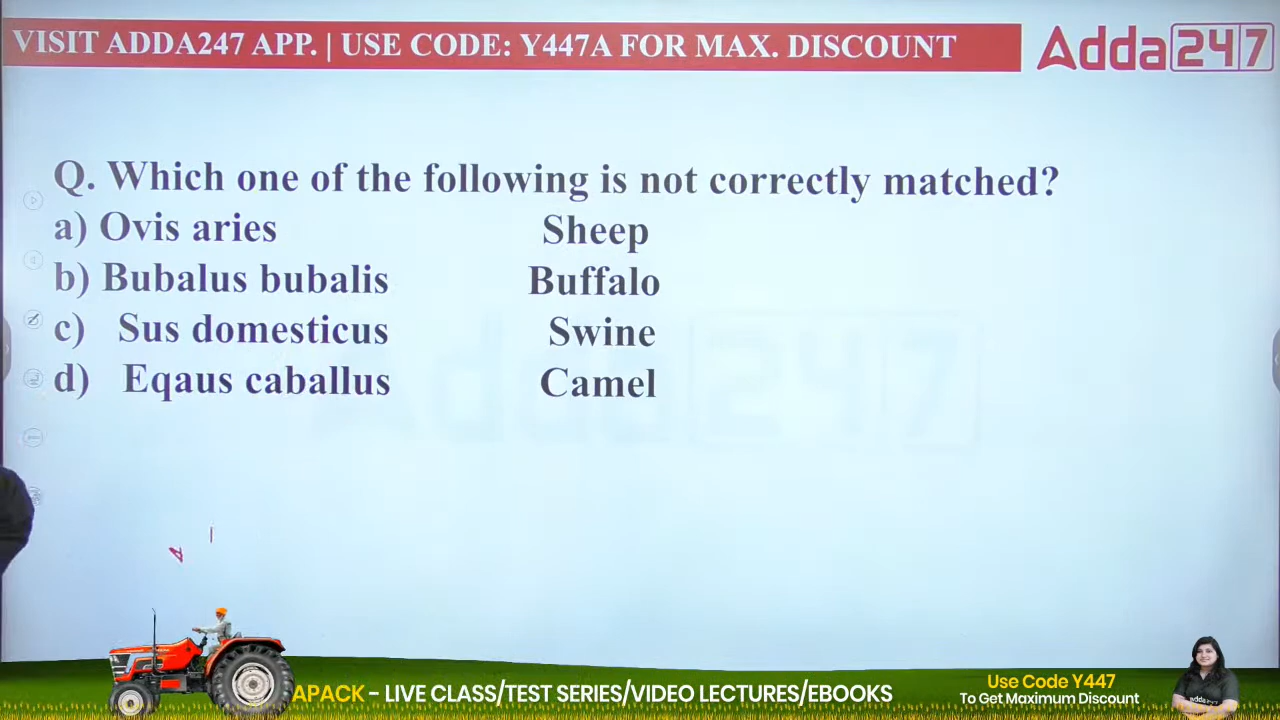 VISIT ADDA247 APP. | USE CODE: Y447A FOR MAX. DISCOUNT
Adda247
Q. Which one of the following is not correctly matched?
a) Ovis aries Sheep
b) Bubalus bubalis Buffalo
c) Sus domesticus Swine
d) Eqaus caballus Camel
APACK - LIVE CLASS/TEST SERIES/VIDEO LECTURES/EBOOKS
Use Code Y447
To Get Maximum Discount